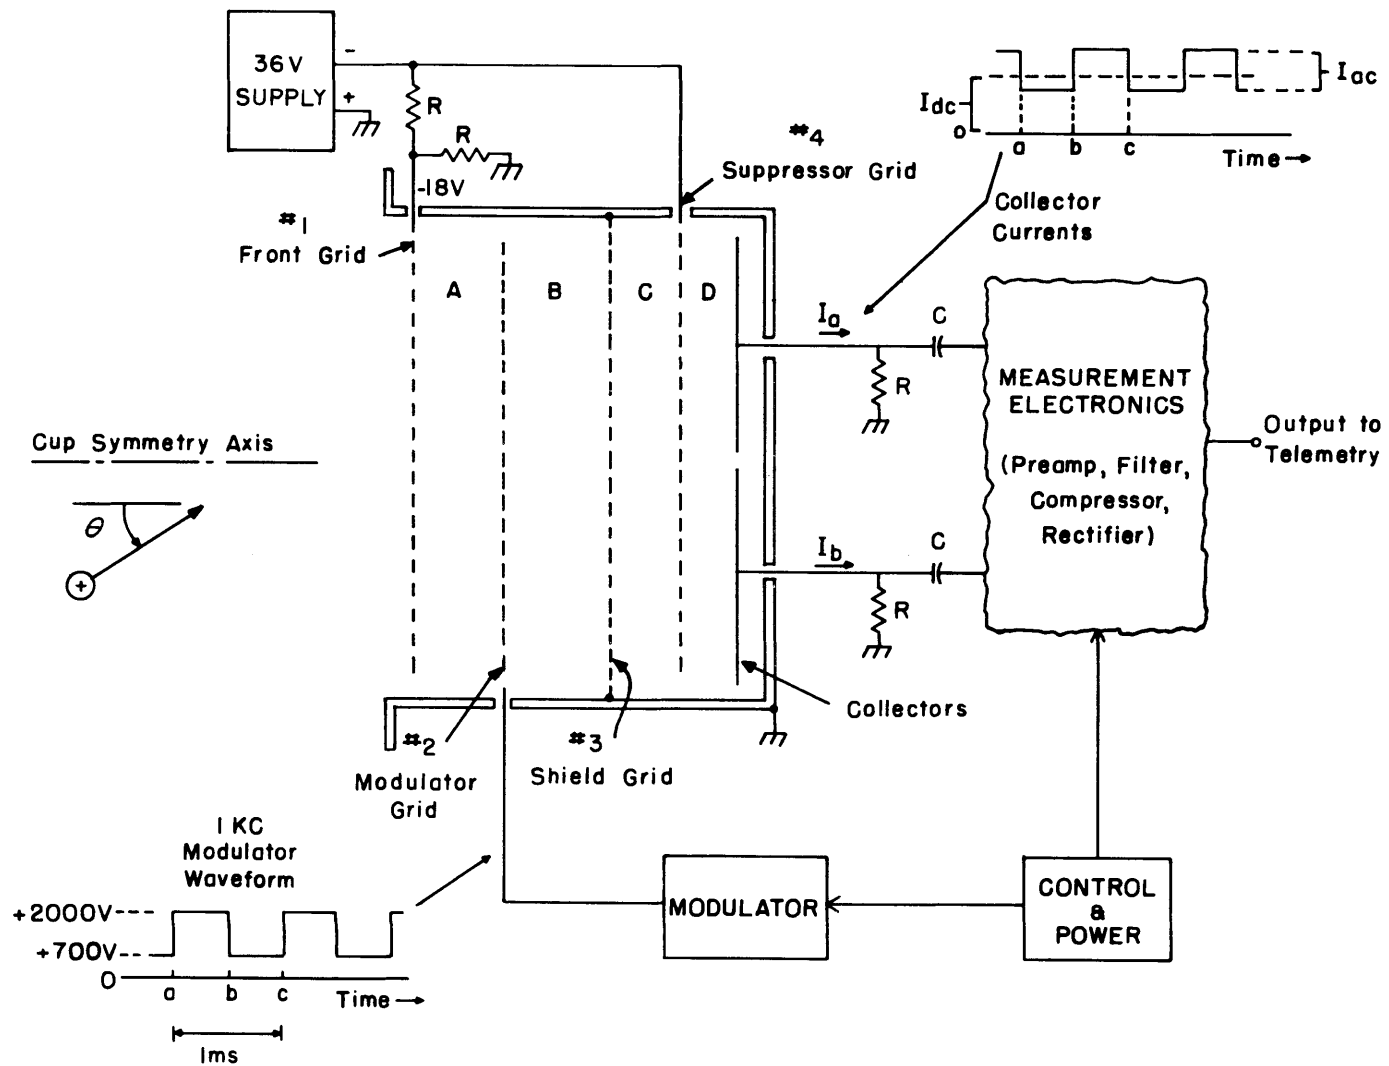 36V
SUPPLY
-
+
R
R
-18V
#1
Front Grid
#4
Suppressor Grid
Iac
Idc
0
a b c
Time→
Collector
Currents
A B C D
Ia
C
R
MEASUREMENT
ELECTRONICS
(Preamp, Filter,
Compressor,
Rectifier)
Output to
Telemetry
Cup Symmetry Axis
θ
+
Ib
C
R
Collectors
#2
Modulator
Grid
#3
Shield Grid
1 KC
Modulator
Waveform
+2000V
+700V
0
a b c
Time→
1ms
MODULATOR
CONTROL
&
POWER